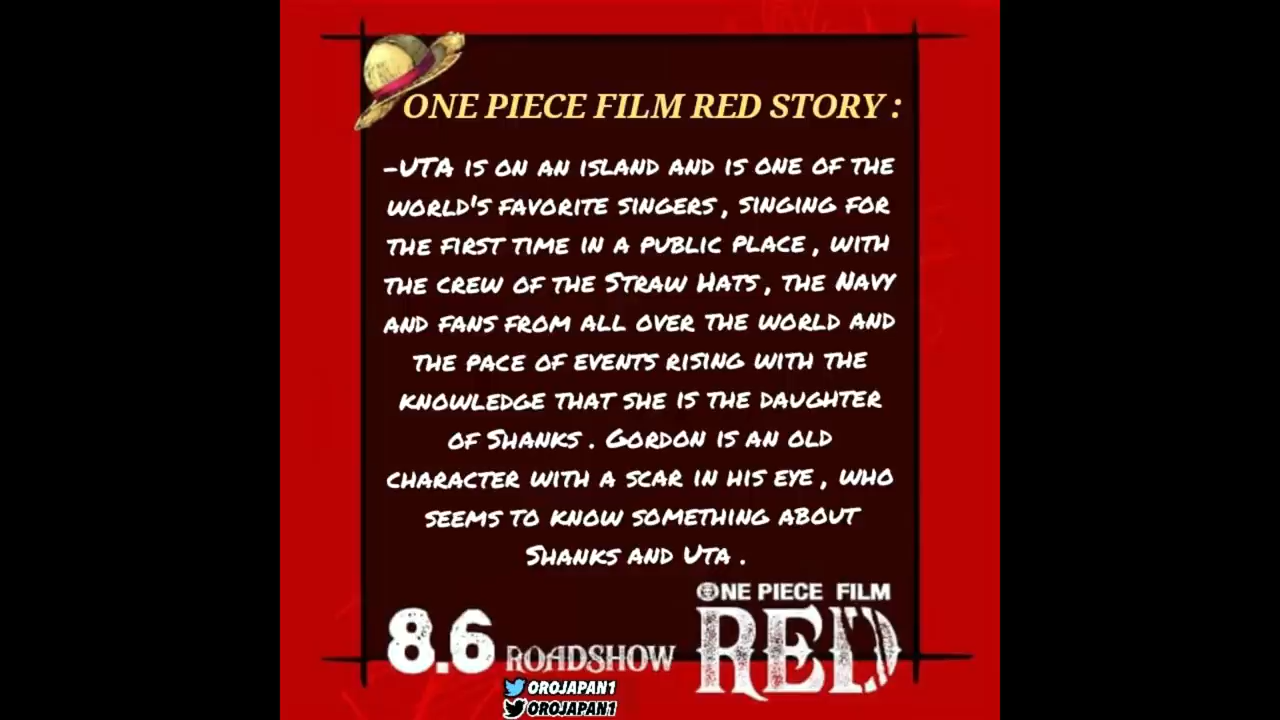 ONE PIECE FILM RED STORY :
-UTA IS ON AN ISLAND AND IS ONE OF THE
WORLD'S FAVORITE SINGERS , SINGING FOR
THE FIRST TIME IN A PUBLIC PLACE , WITH
THE CREW OF THE STRAW HATS , THE NAVY
AND FANS FROM ALL OVER THE WORLD AND
THE PACE OF EVENTS RISING WITH THE
KNOWLEDGE THAT SHE IS THE DAUGHTER
OF SHANKS . GORDON IS AN OLD
CHARACTER WITH A SCAR IN HIS EYE , WHO
SEEMS TO KNOW SOMETHING ABOUT
SHANKS AND UTA .
8.6 ROADSHOW
ONE PIECE FILM
RED
OROJAPAN1
OROJAPAN1